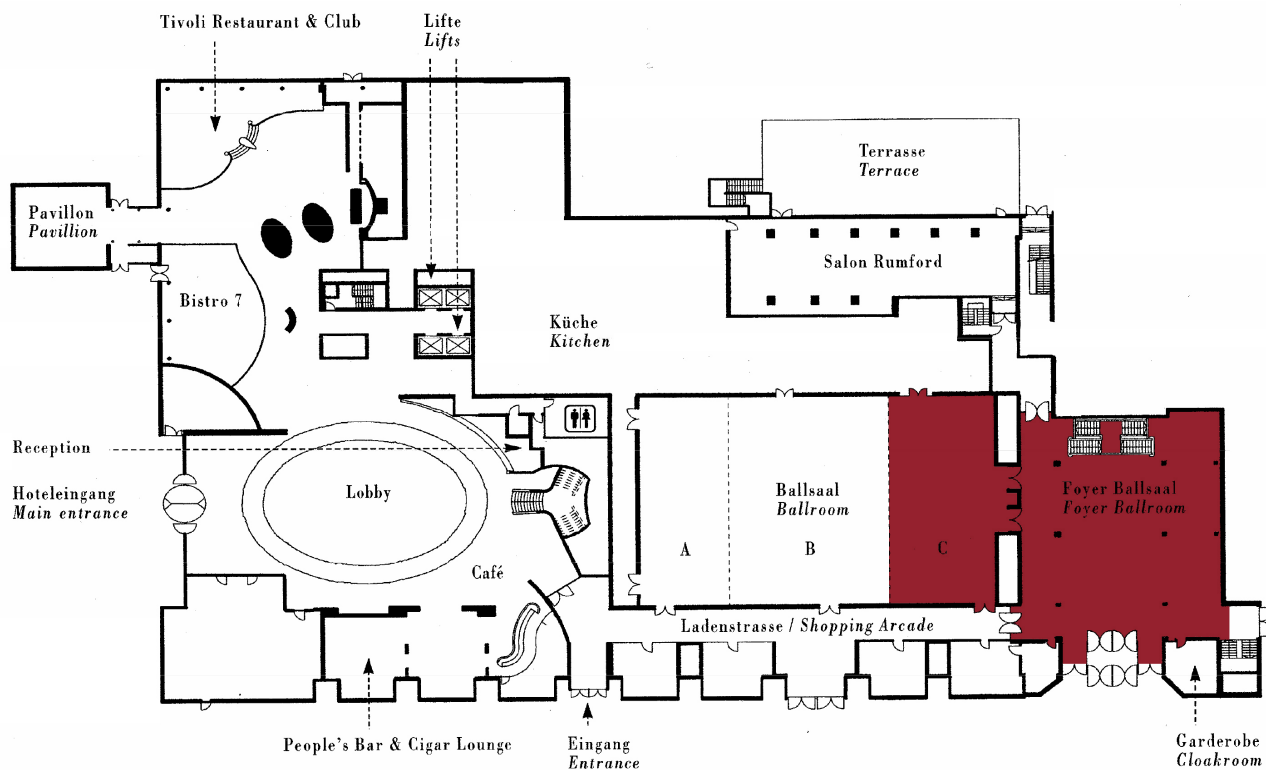 Tivoli Restaurant & Club
Lifte
Lifts
Terrasse
Terrace
Pavillon
Pavillion
Salon Rumford
Bistro 7
Küche
Kitchen
Reception
Hoteleingang
Main entrance
Lobby
Ballsaal
Ballroom
Foyer Ballsaal
Foyer Ballroom
A
B
C
Café
Ladenstrasse / Shopping Arcade
People's Bar & Cigar Lounge
Eingang
Entrance
Garderobe
Cloakroom